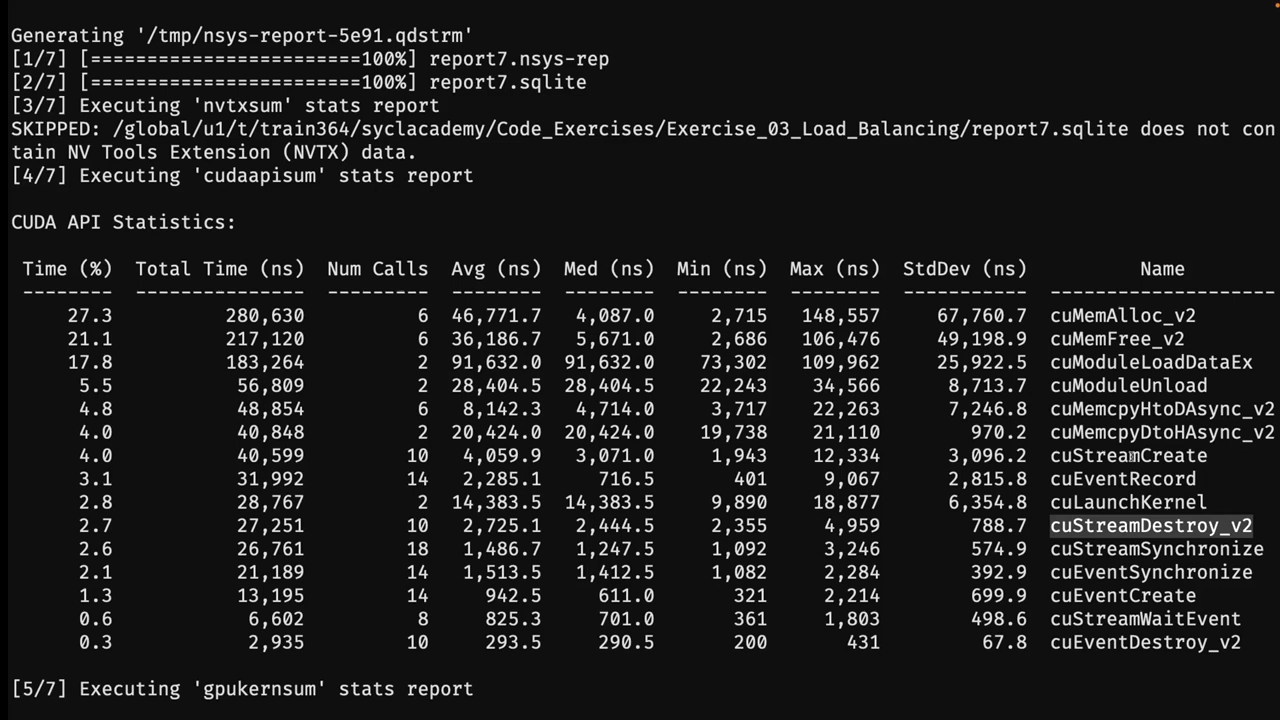 Generating '/tmp/nsys-report-5e91.qdstrm'
[1/7] [========================100%] report7.nsys-rep
[2/7] [========================100%] report7.sqlite
[3/7] Executing 'nvtxsum' stats report
SKIPPED: /global/u1/t/train364/syclacademy/Code_Exercises/Exercise_03_Load_Balancing/report7.sqlite does not con
tain NV Tools Extension (NVTX) data.
[4/7] Executing 'cudaapisum' stats report
CUDA API Statistics:
Time (%)  Total Time (ns)  Num Calls  Avg (ns)  Med (ns)  Min (ns)  Max (ns)  StdDev (ns)  Name
--------  ---------------  ---------  --------  --------  --------  --------  -----------  --------------------
27.3  280,630  6  46,771.7  4,087.0  2,715  148,557  67,760.7  cuMemAlloc_v2
21.1  217,120  6  36,186.7  5,671.0  2,686  106,476  49,198.9  cuMemFree_v2
17.8  183,264  2  91,632.0  91,632.0  73,302  109,962  25,922.5  cuModuleLoadDataEx
5.5  56,809  2  28,404.5  28,404.5  22,243  34,566  8,713.7  cuModuleUnload
4.8  48,854  6  8,142.3  4,714.0  3,717  22,263  7,246.8  cuMemcpyHtoDAsync_v2
4.0  40,848  2  20,424.0  20,424.0  19,738  21,110  970.2  cuMemcpyDtoHAsync_v2
4.0  40,599  10  4,059.9  3,071.0  1,943  12,334  3,096.2  cuStreamCreate
3.1  31,992  14  2,285.1  716.5  401  9,067  2,815.8  cuEventRecord
2.8  28,767  2  14,383.5  14,383.5  9,890  18,877  6,354.8  cuLaunchKernel
2.7  27,251  10  2,725.1  2,444.5  2,355  4,959  788.7  cuStreamDestroy_v2
2.6  26,761  18  1,486.7  1,247.5  1,092  3,246  574.9  cuStreamSynchronize
2.1  21,189  14  1,513.5  1,412.5  1,082  2,284  392.9  cuEventSynchronize
1.3  13,195  14  942.5  611.0  321  2,214  699.9  cuEventCreate
0.6  6,602  8  825.3  701.0  361  1,803  498.6  cuStreamWaitEvent
0.3  2,935  10  293.5  290.5  200  431  67.8  cuEventDestroy_v2
[5/7] Executing 'gpukernsum' stats report